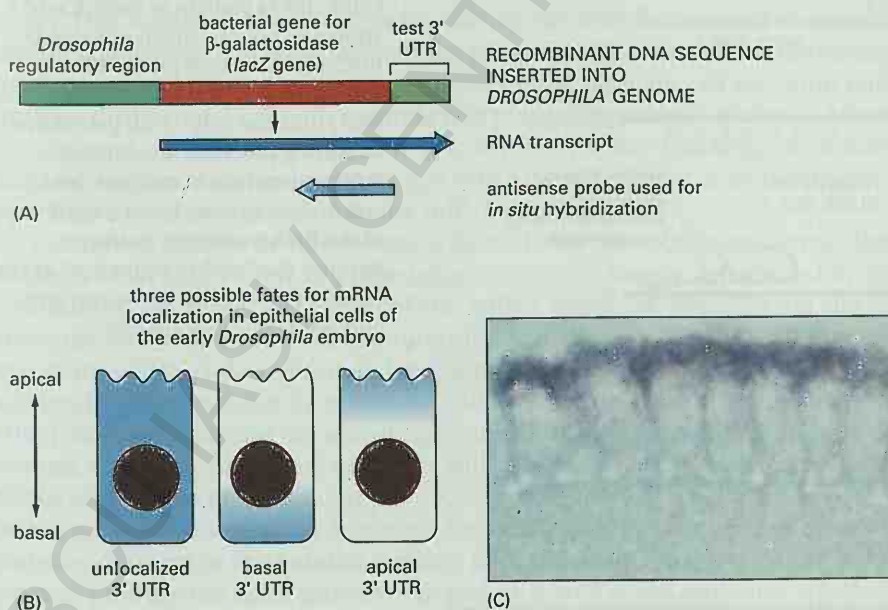 Drosophila
regulatory region
bacterial gene for
β-galactosidase
(lacZ gene)
test 3'
UTR
RECOMBINANT DNA SEQUENCE
INSERTED INTO
DROSOPHILA GENOME
RNA transcript
antisense probe used for
in situ hybridization
(A)
three possible fates for mRNA
localization in epithelial cells of
the early Drosophila embryo
apical
basal
unlocalized
3' UTR
basal
3' UTR
apical
3' UTR
(B)
(C)